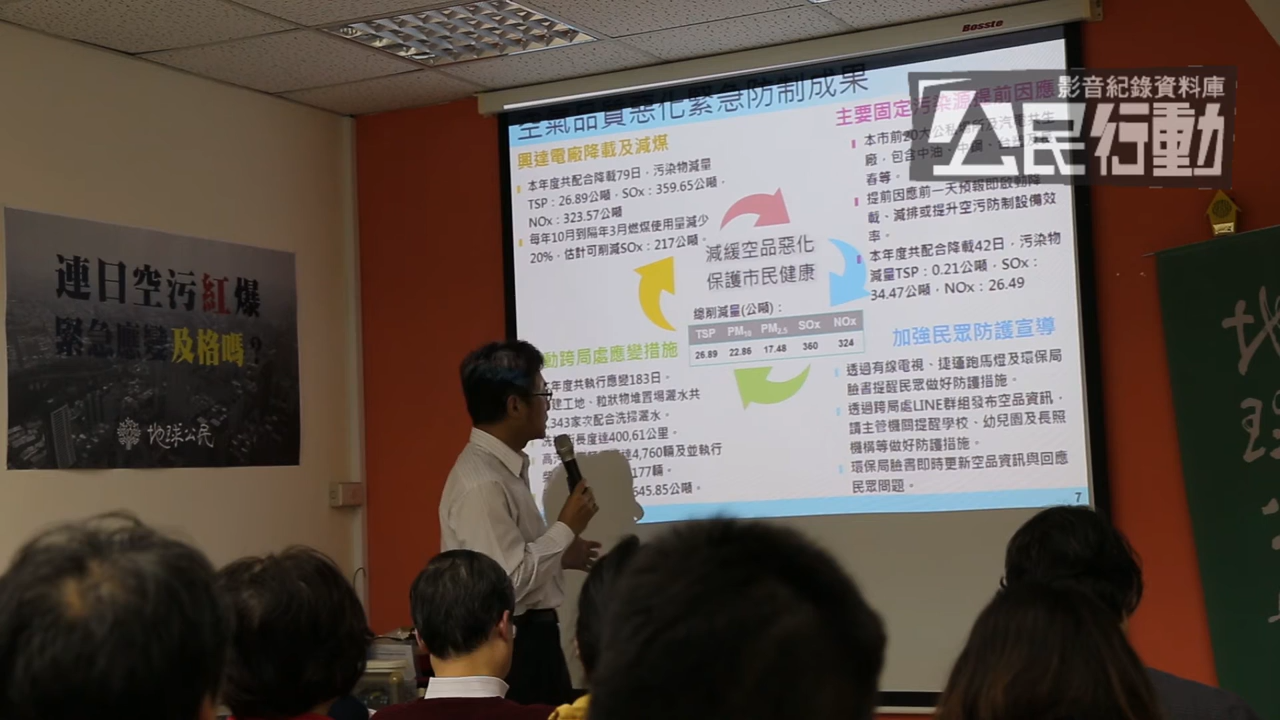 Bosste
影音紀錄資料庫
公民行動
空氣品質惡化緊急防制成果
興達電廠降載及減煤
本年度共配合降載79日，污染物減量
TSP：26.89公噸，SOx：359.65公噸，
NOx：323.57公噸
每年10月到隔年3月燃煤使用量減少
20%，估計可削減SOx：217公噸。
主要固定污染源提前因應
本市前20大公私
廠，包含中油、中鋼、
春等。
提前因應前一天預報即啟動降
載、減排或提升空污防制設備效
率。
本年度共配合降載42日，污染物
減量TSP：0.21公噸，SOx：
34.47公噸，NOx：26.49
減緩空品惡化
保護市民健康
總削減量(公噸)：
TSP PM10 PM2.5 SOx NOx
26.89 22.86 17.48 360 324
動跨局處應變措施
年度共執行應變183日。
建工地、粒狀物堆置場灑水共
,343家次配合洗掃灑水。
長度達400,61公里。
高污
達4,760輛及並執行
177輛。
645.85公噸。
加強民眾防護宣導
透過有線電視、捷運跑馬燈及環保局
臉書提醒民眾做好防護措施。
透過跨局處LINE群組發布空品資訊，
請主管機關提醒學校、幼兒園及長照
機構等做好防護措施。
環保局臉書即時更新空品資訊與回應
民眾問題。
7
連日空污紅爆
緊急應變及格嗎？
地球公民
地球公